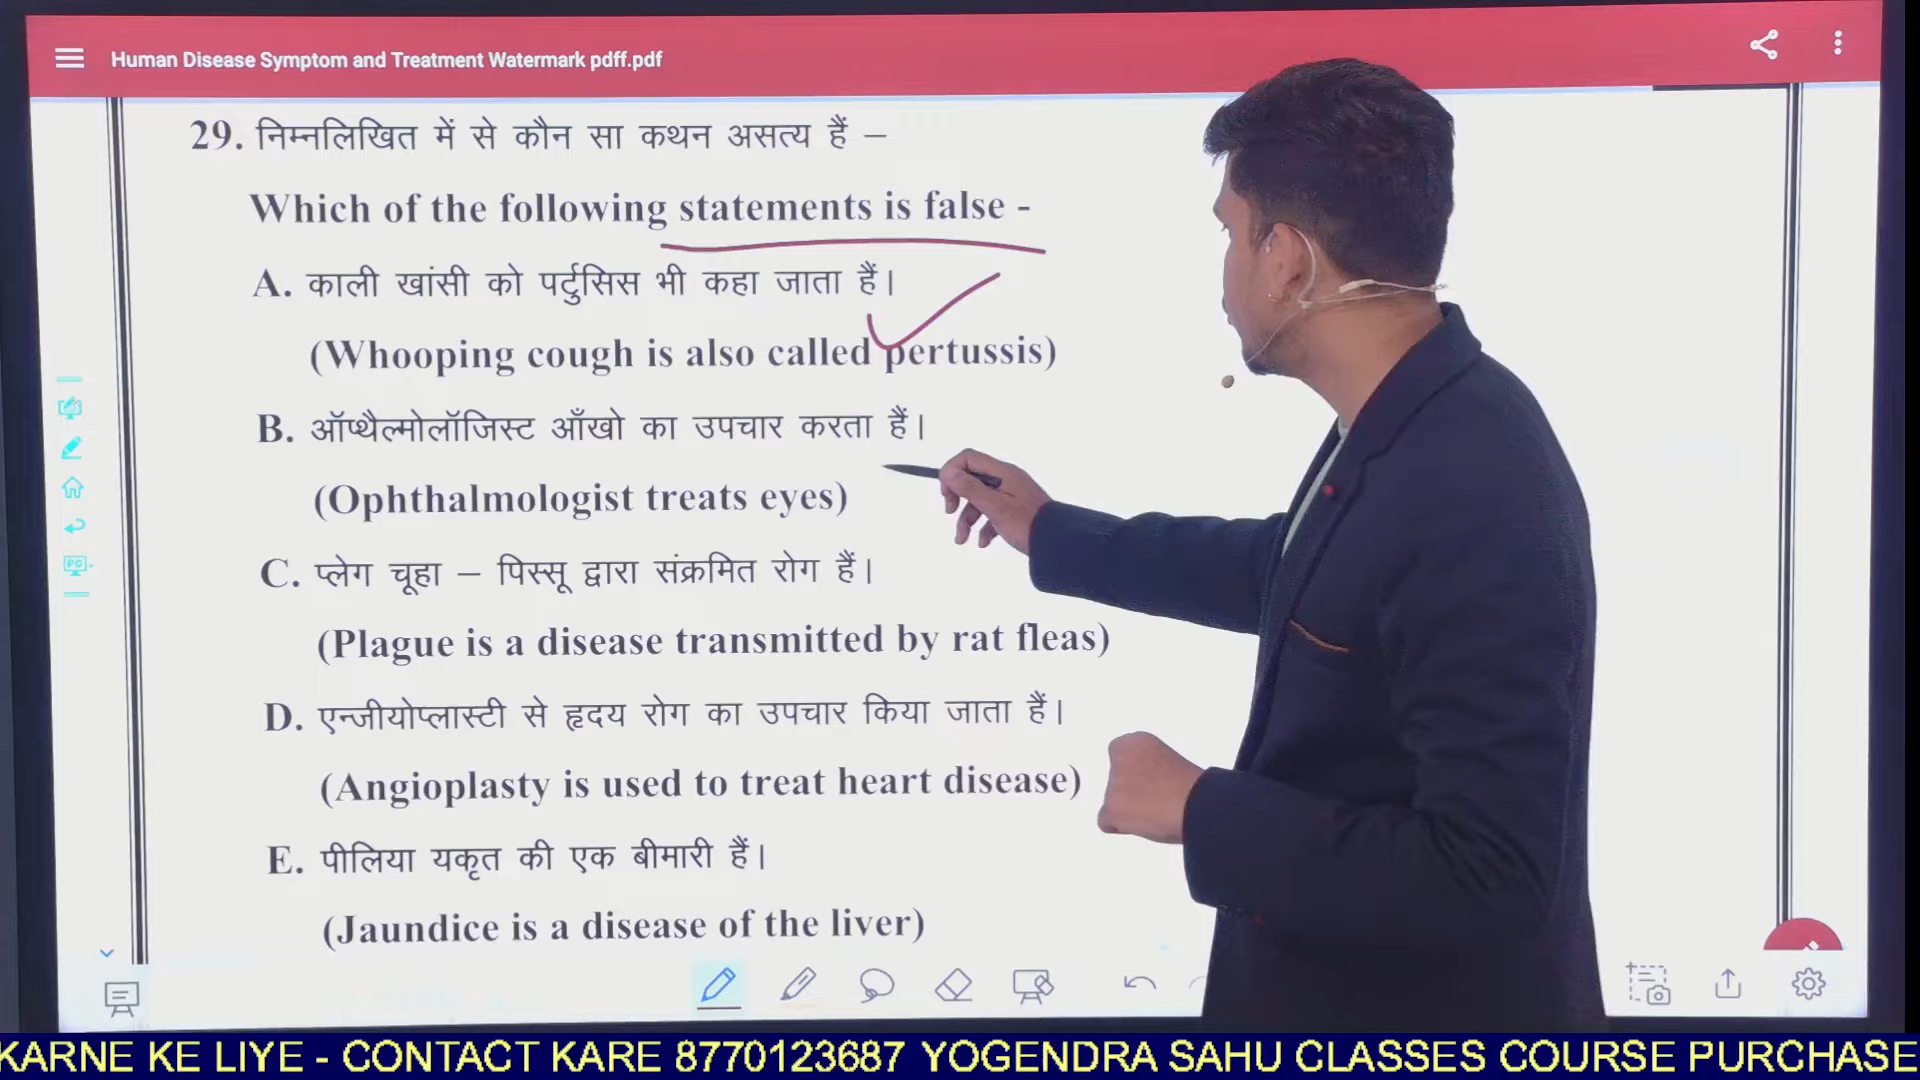 Human Disease Symptom and Treatment Watermark pdff.pdf
29. निम्नलिखित में से कौन सा कथन असत्य हैं –
Which of the following statements is false -
A. काली खांसी को पर्टुसिस भी कहा जाता हैं।
(Whooping cough is also called pertussis)
B. ऑप्थैल्मोलॉजिस्ट आँखो का उपचार करता हैं।
(Ophthalmologist treats eyes)
C. प्लेग चूहा – पिस्सू द्वारा संक्रमित रोग हैं।
(Plague is a disease transmitted by rat fleas)
D. एन्जीयोप्लास्टी से हृदय रोग का उपचार किया जाता हैं।
(Angioplasty is used to treat heart disease)
E. पीलिया यकृत की एक बीमारी हैं।
(Jaundice is a disease of the liver)
PC
KARNE KE LIYE - CONTACT KARE 8770123687 YOGENDRA SAHU CLASSES COURSE PURCHASE